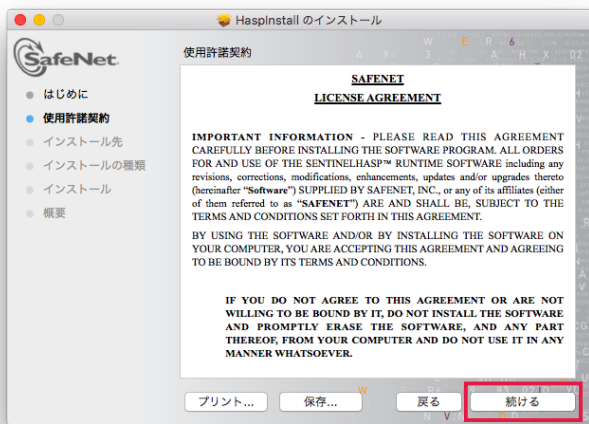 HaspInstall のインストール
SafeNet.
はじめに
使用許諾契約
インストール先
インストールの種類
インストール
概要
使用許諾契約
SAFENET
LICENSE AGREEMENT
IMPORTANT INFORMATION - PLEASE READ THIS AGREEMENT
CAREFULLY BEFORE INSTALLING THE SOFTWARE PROGRAM. ALL ORDERS
FOR AND USE OF THE SENTINELHASP™ RUNTIME SOFTWARE including any
revisions, corrections, modifications, enhancements, updates and/or upgrades thereto
(hereinafter “Software”) SUPPLIED BY SAFENET, INC., or any of its affiliates (either
of them referred to as “SAFENET”) ARE AND SHALL BE, SUBJECT TO THE
TERMS AND CONDITIONS SET FORTH IN THIS AGREEMENT.
BY USING THE SOFTWARE AND/OR BY INSTALLING THE SOFTWARE ON
YOUR COMPUTER, YOU ARE ACCEPTING THIS AGREEMENT AND AGREEING
TO BE BOUND BY ITS TERMS AND CONDITIONS.
IF YOU DO NOT AGREE TO THIS AGREEMENT OR ARE NOT
WILLING TO BE BOUND BY IT, DO NOT INSTALL THE SOFTWARE
AND PROMPTLY ERASE THE SOFTWARE, AND ANY PART
THEREOF, FROM YOUR COMPUTER AND DO NOT USE IT IN ANY
MANNER WHATSOEVER.
プリント...
保存...
戻る
続ける